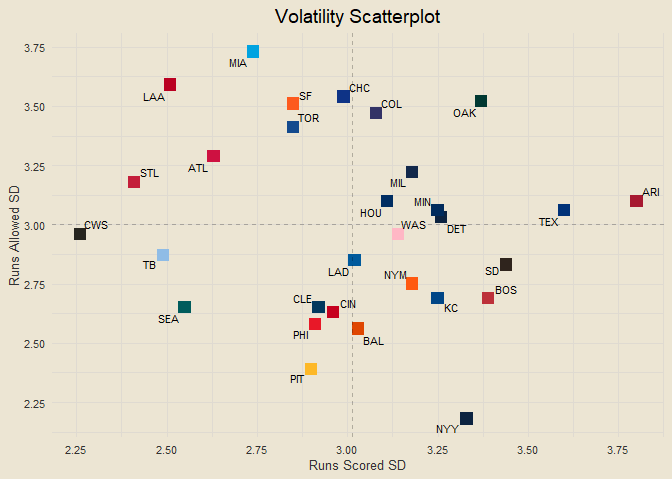 Volatility Scatterplot
3.75
MIA
LAA
SF
CHC
COL
OAK
3.50
TOR
3.25
ATL
STL
MIL
HOU
MIN
DET
TEX
ARI
3.00
CWS
WAS
TB
LAD
NYM
SD
2.75
SEA
CLE
CIN
KC
BOS
PHI
BAL
2.50
PIT
2.25
NYY
Runs Allowed SD
2.25 2.50 2.75 3.00 3.25 3.50 3.75
Runs Scored SD